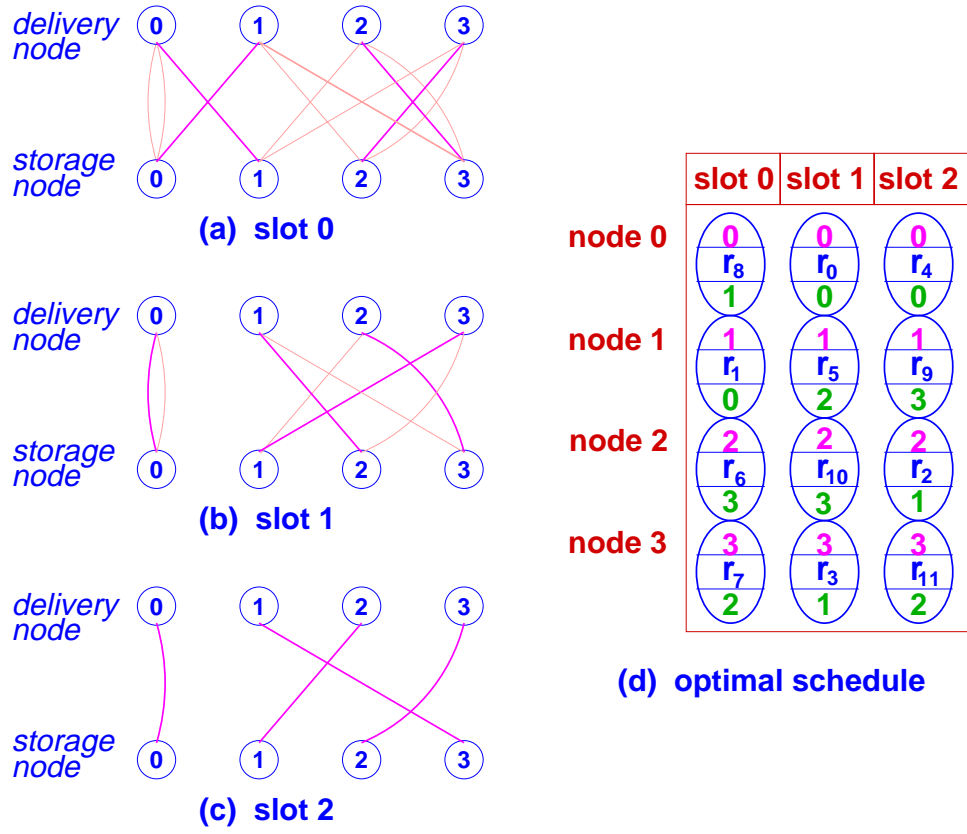 delivery node
0 1 2 3
storage node
0 1 2 3
(a) slot 0
delivery node
0 1 2 3
storage node
0 1 2 3
(b) slot 1
delivery node
0 1 2 3
storage node
0 1 2 3
(c) slot 2
slot 0 slot 1 slot 2
node 0
0 0 0
r8 r0 r4
1 0 0
node 1
1 1 1
r1 r5 r9
0 2 3
node 2
2 2 2
r6 r10 r2
3 3 1
node 3
3 3 3
r7 r3 r11
2 1 2
(d) optimal schedule